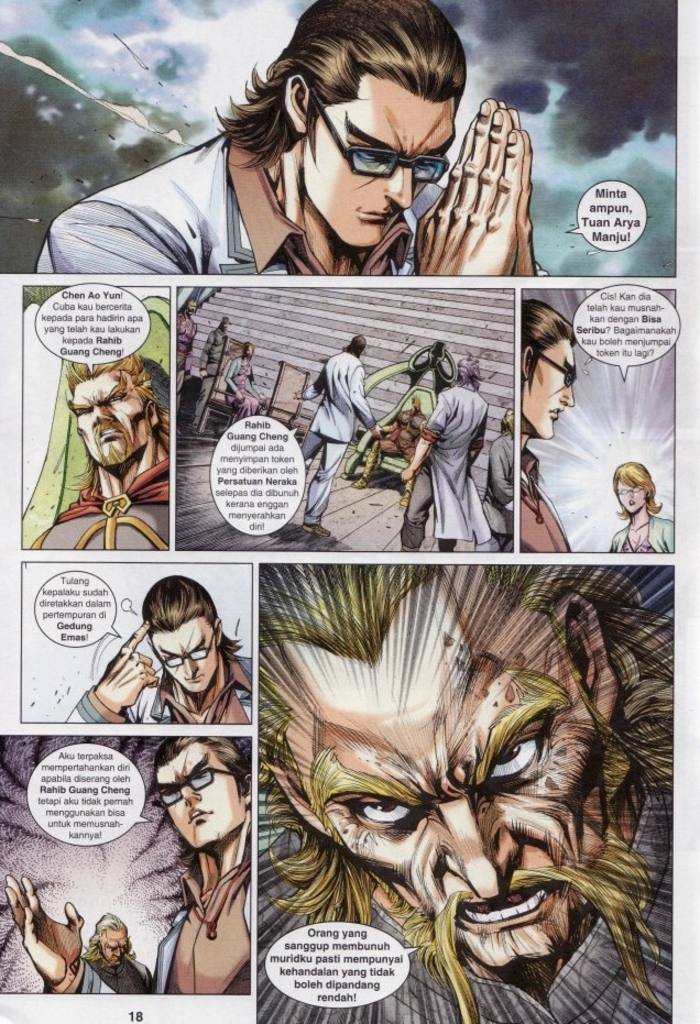 Minta
ampun,
Tuan Arya
Manju!
Chen Ao Yun!
Cuba kau bercerita
kepada para hadirin apa
yang telah kau lakukan
kepada Rahib
Guang Cheng!
Rahib
Guang Cheng
dijumpai ada
menyimpan token
yang diberikan oleh
Persatuan Neraka
selepas dia dibunuh
kerana enggan
menyerahkan
diri!
Cis! Kan dia
telah kau musnah-
kan dengan Bisa
Seribu? Bagaimanakah
kau boleh menjumpai
token itu lagi?
Tulang
kepalaku sudah
diretakkan dalam
pertempuran di
Gedung
Emas!
Aku terpaksa
mempertahankan diri
apabila diserang oleh
Rahib Guang Cheng
tetapi aku tidak pernah
menggunakan bisa
untuk memusnah-
kannya!
Orang yang
sanggup membunuh
muridku pasti mempunyai
kehandalan yang tidak
boleh dipandang
rendah!
18